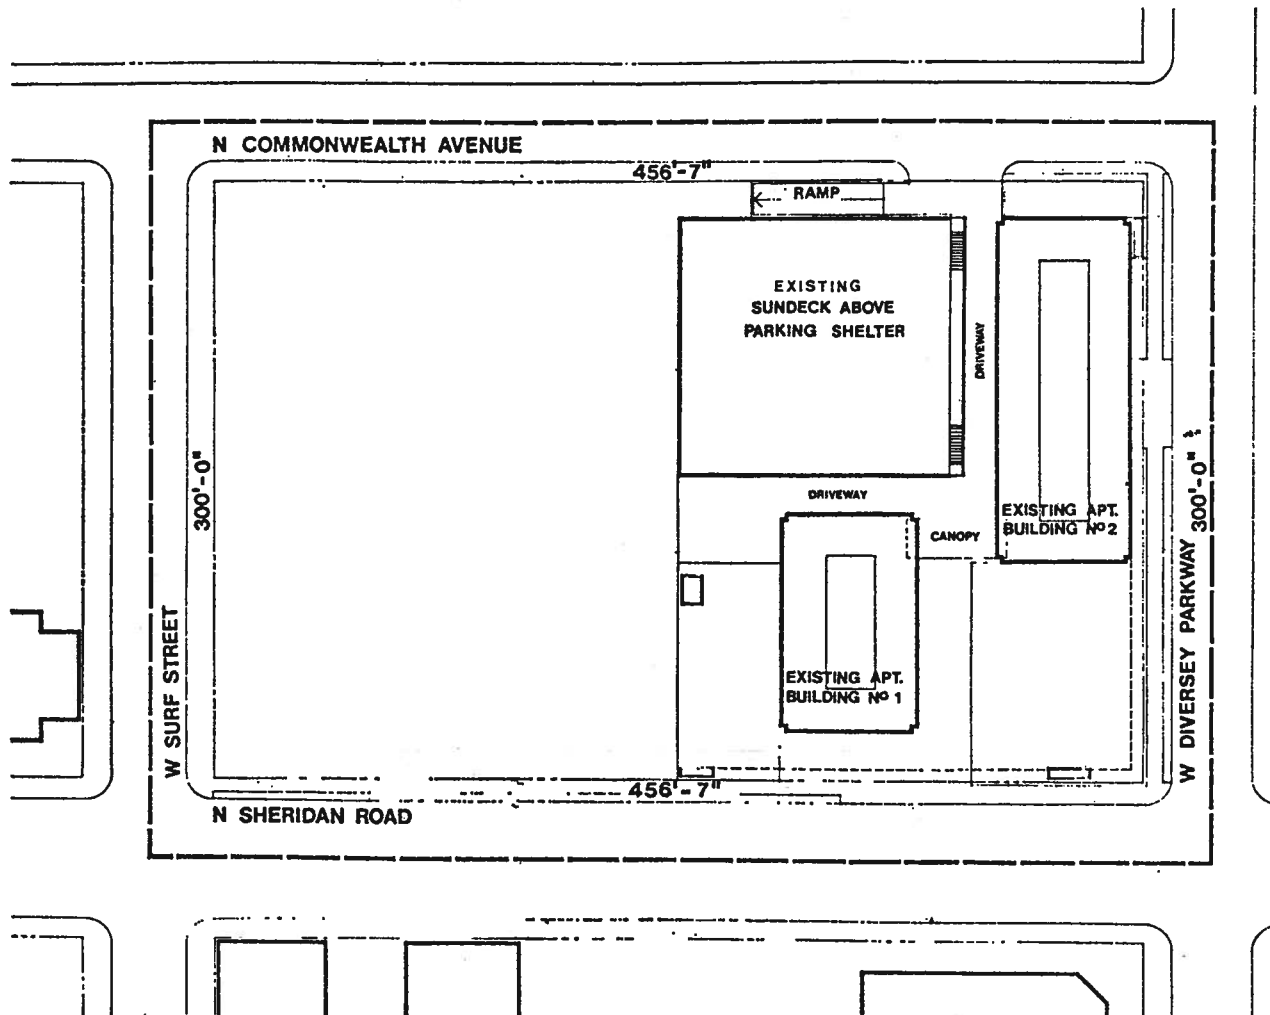 N COMMONWEALTH AVENUE
456'-7"
RAMP
EXISTING
SUNDECK ABOVE
PARKING SHELTER
DRIVEWAY
300'-0"
300'-0" ±
DRIVEWAY
CANOPY
EXISTING APT.
BUILDING Nº 2
W SURF STREET
W DIVERSEY PARKWAY
EXISTING APT.
BUILDING Nº 1
456'-7"
N SHERIDAN ROAD